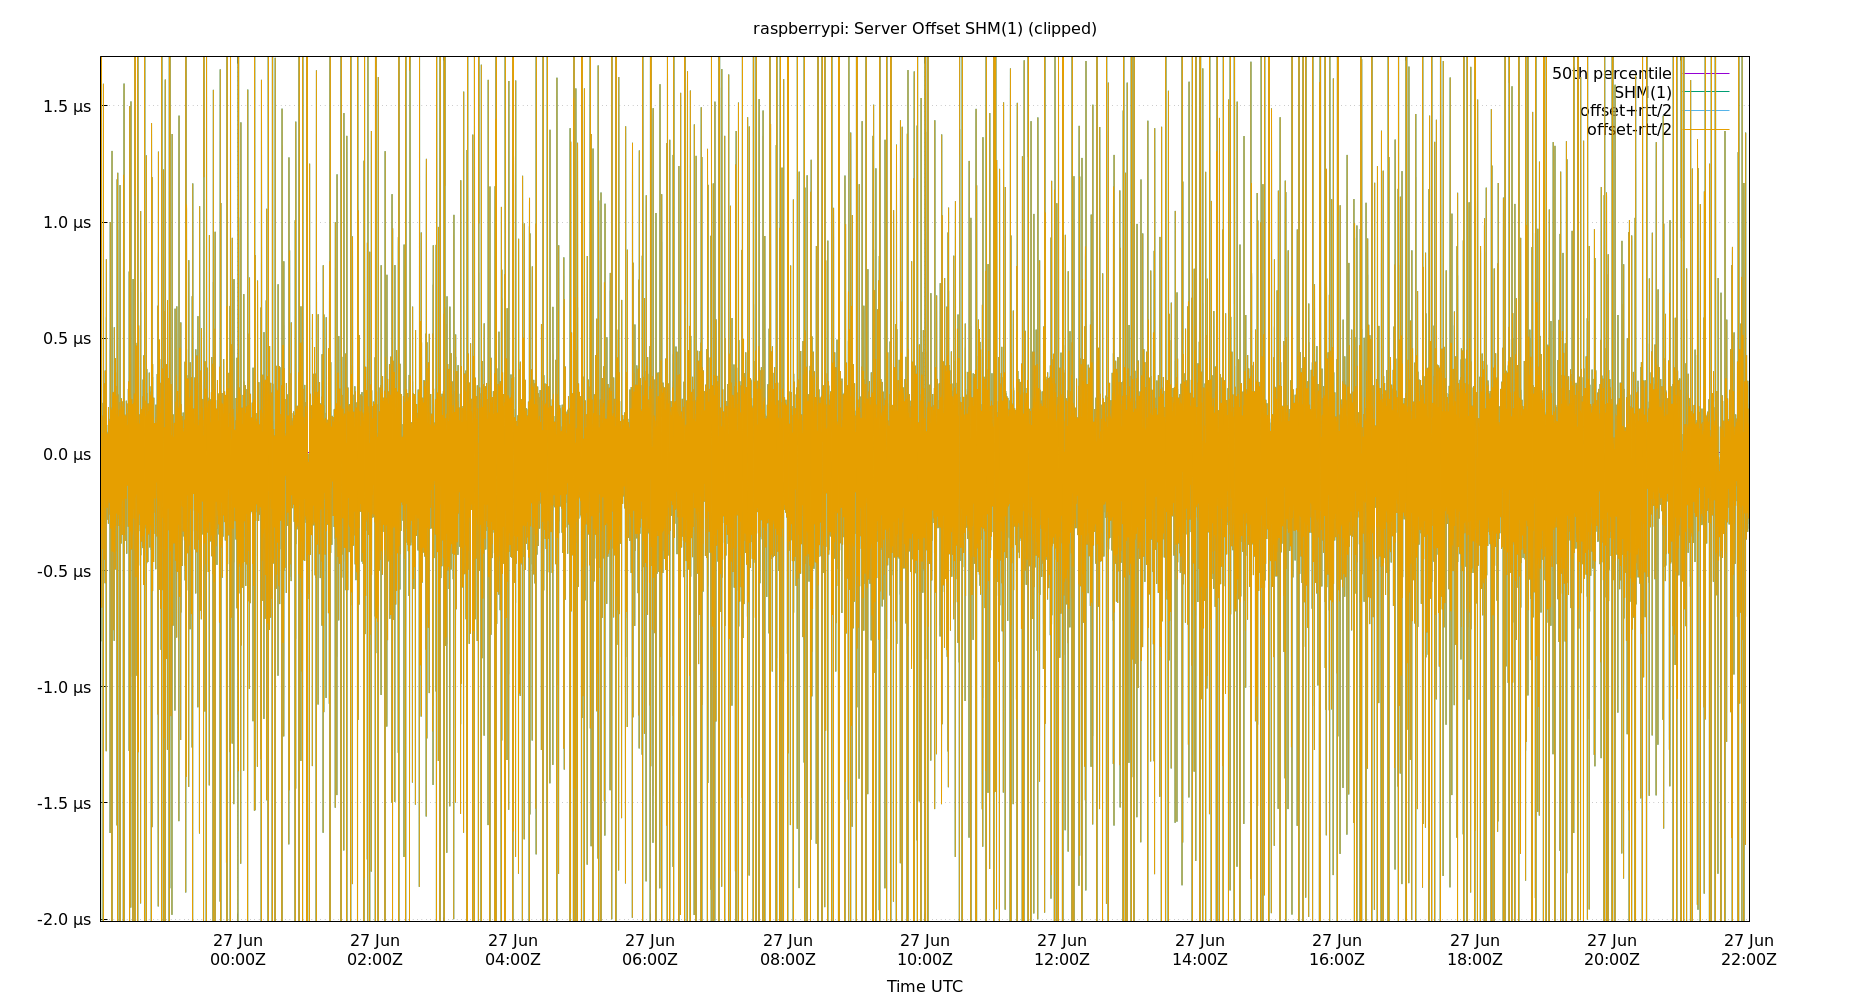 raspberrypi: Server Offset SHM(1) (clipped)
50th percentile
SHM(1)
offset+rtt/2
offset-rtt/2
1.5 µs
1.0 µs
0.5 µs
0.0 µs
-0.5 µs
-1.0 µs
-1.5 µs
-2.0 µs
27 Jun 27 Jun 27 Jun 27 Jun 27 Jun 27 Jun 27 Jun 27 Jun 27 Jun 27 Jun 27 Jun 27 Jun
00:00Z 02:00Z 04:00Z 06:00Z 08:00Z 10:00Z 12:00Z 14:00Z 16:00Z 18:00Z 20:00Z 22:00Z
Time UTC